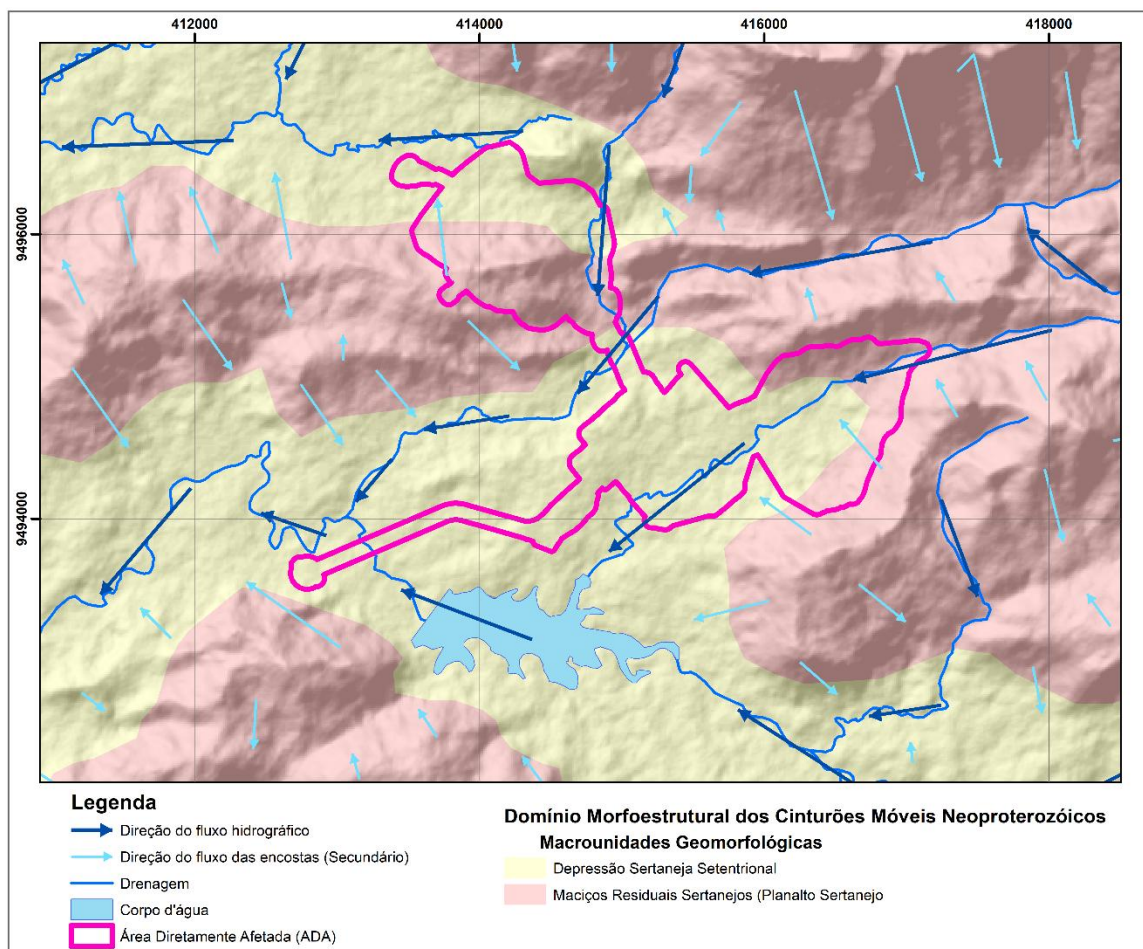 412000 414000 416000 418000
9496000
9494000
Legenda
Direção do fluxo hidrográfico
Direção do fluxo das encostas (Secundário)
Drenagem
Corpo d'água
Área Diretamente Afetada (ADA)
Domínio Morfoestrutural dos Cinturões Móveis Neoproterozóicos
Macrounidades Geomorfológicas
Depressão Sertaneja Setentrional
Maciços Residuais Sertanejos (Planalto Sertanejo